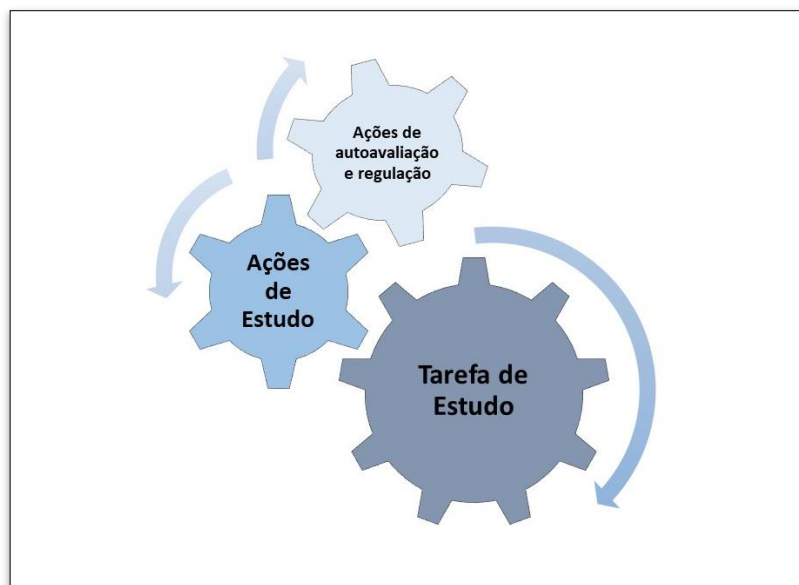 Ações de
autoavaliação
e regulação
Ações
de
Estudo
Tarefa de
Estudo